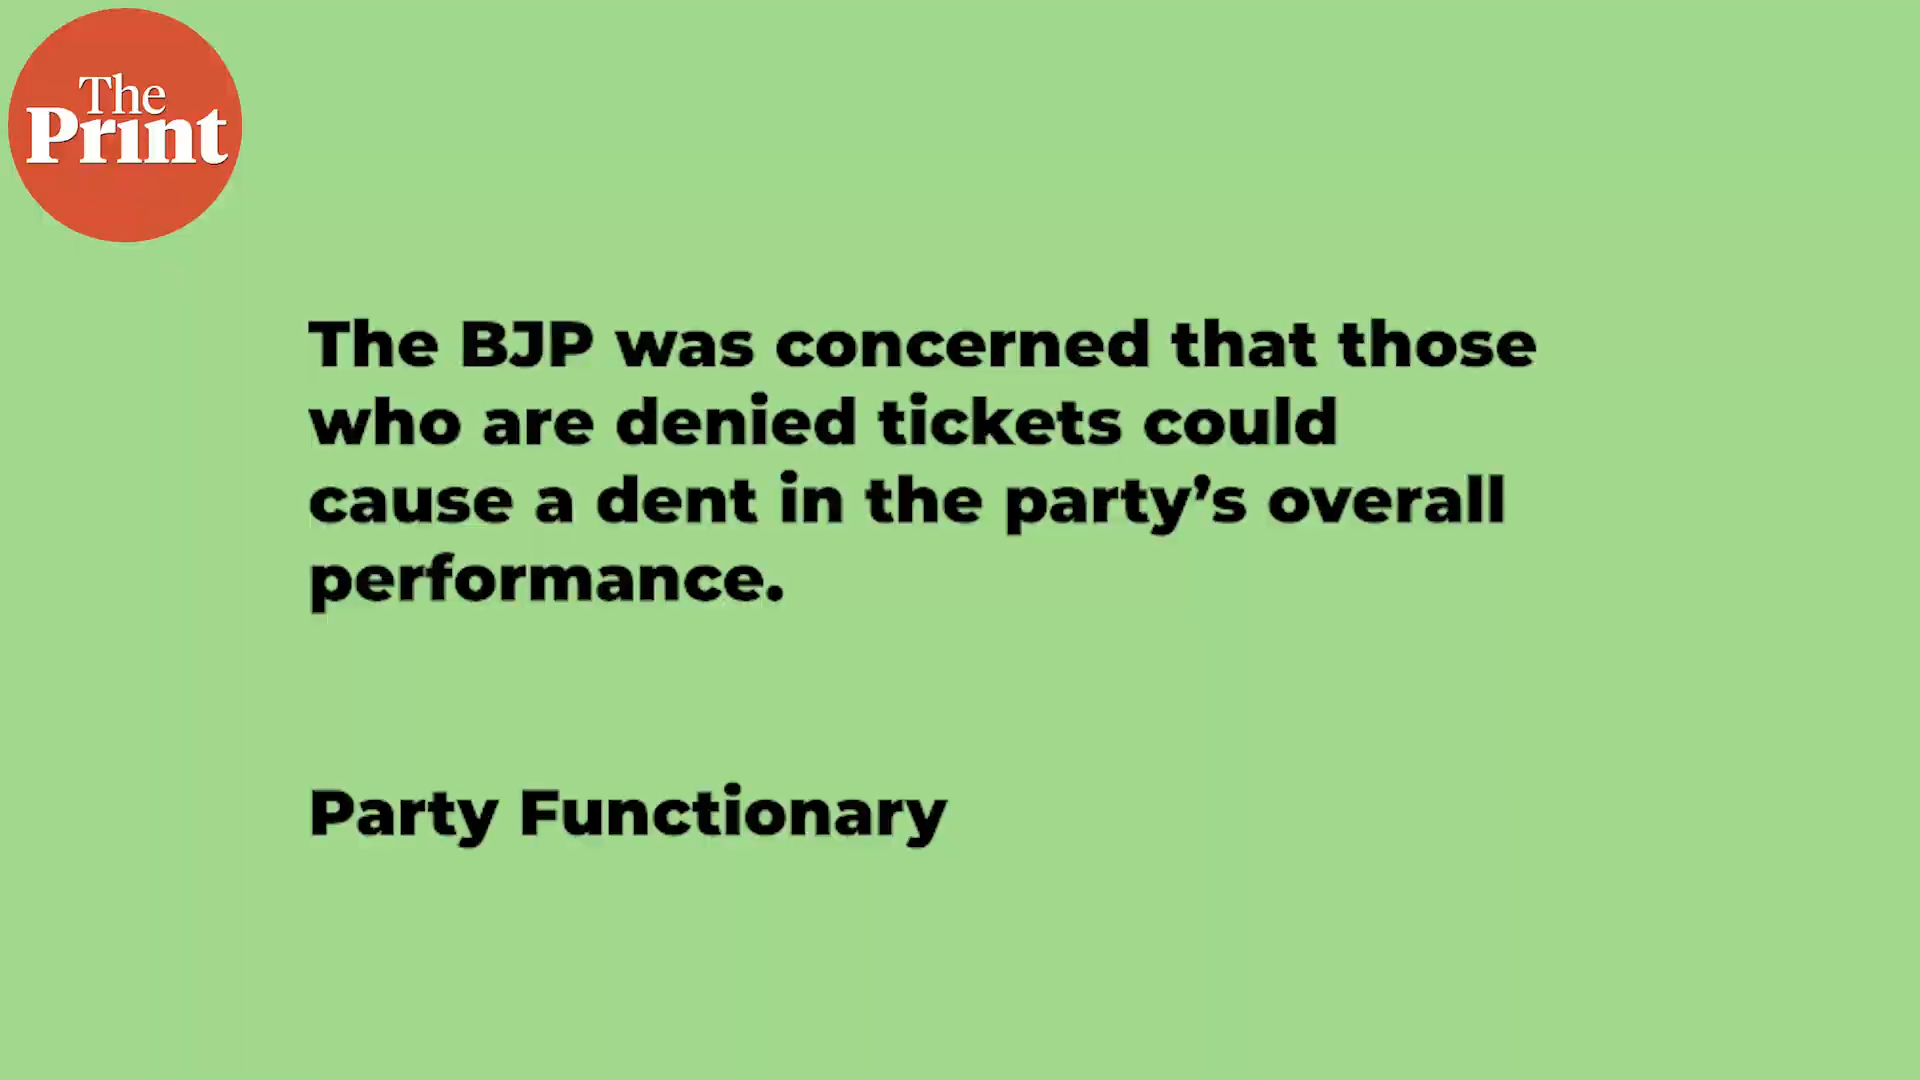 The
Print
The BJP was concerned that those
who are denied tickets could
cause a dent in the party’s overall
performance.
Party Functionary